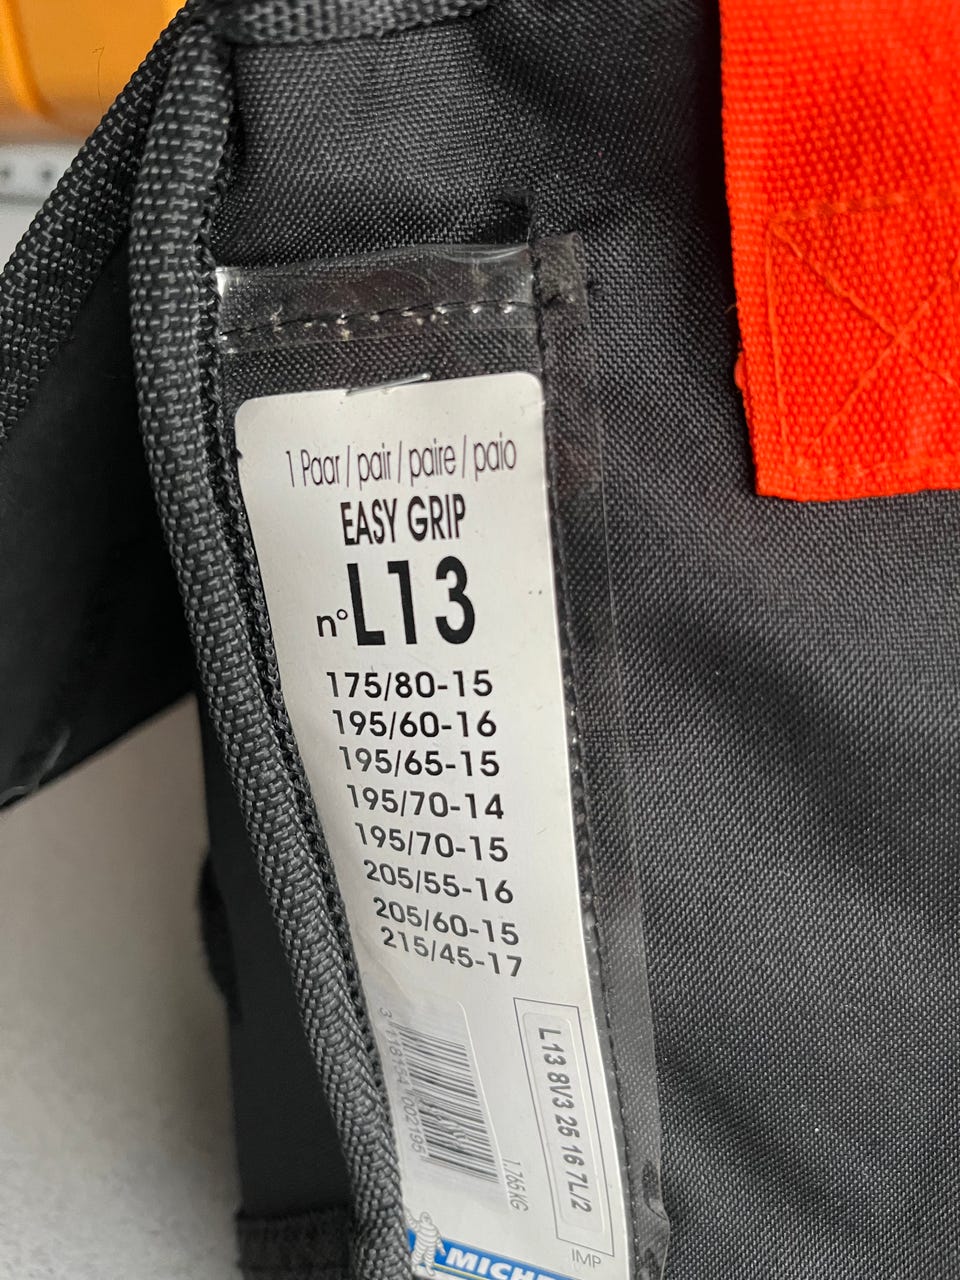 1 Paar / pair / paire / paio
EASY GRIP
n° L13
175/80-15
195/60-16
195/65-15
195/70-14
195/70-15
205/55-16
205/60-15
215/45-17
L13 8V3 25 16 7L/2
1,765 KG
IMP